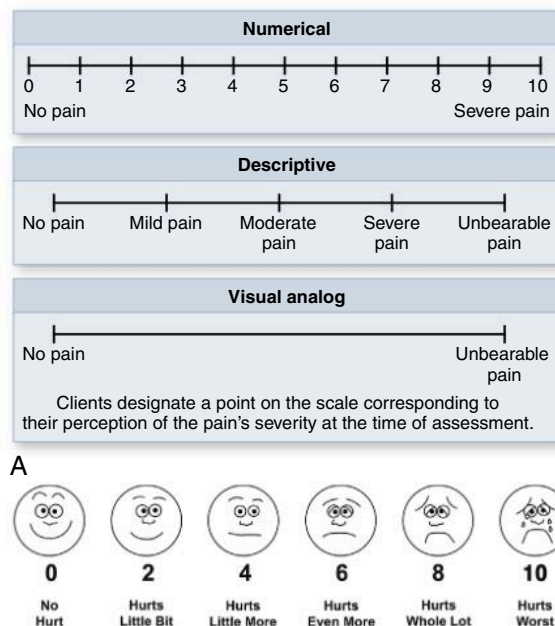 Numerical
0 1 2 3 4 5 6 7 8 9 10
No pain Severe pain
Descriptive
No pain Mild pain Moderate pain Severe pain Unbearable pain
Visual analog
No pain Unbearable pain
Clients designate a point on the scale corresponding to
their perception of the pain's severity at the time of assessment.
A
0 2 4 6 8 10
No Hurt Hurts Little Bit Hurts Little More Hurts Even More Hurts Whole Lot Hurts Worst